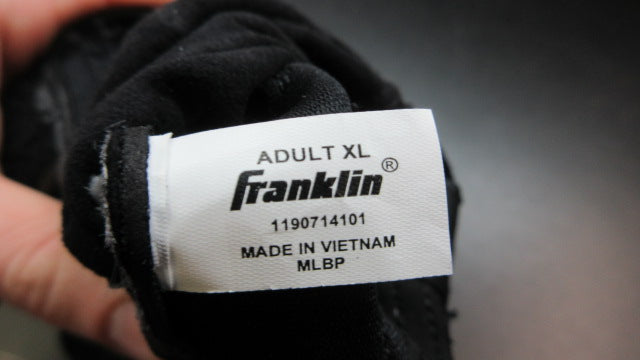 ADULT XL
Franklin®
1190714101
MADE IN VIETNAM
MLBP